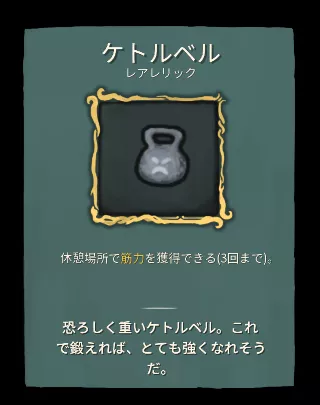 ケトルベル
レアレリック
休憩場所で筋力を獲得できる(3回まで)。
恐ろしく重いケトルベル。これ
で鍛えれば、とても強くなれそう
だ。